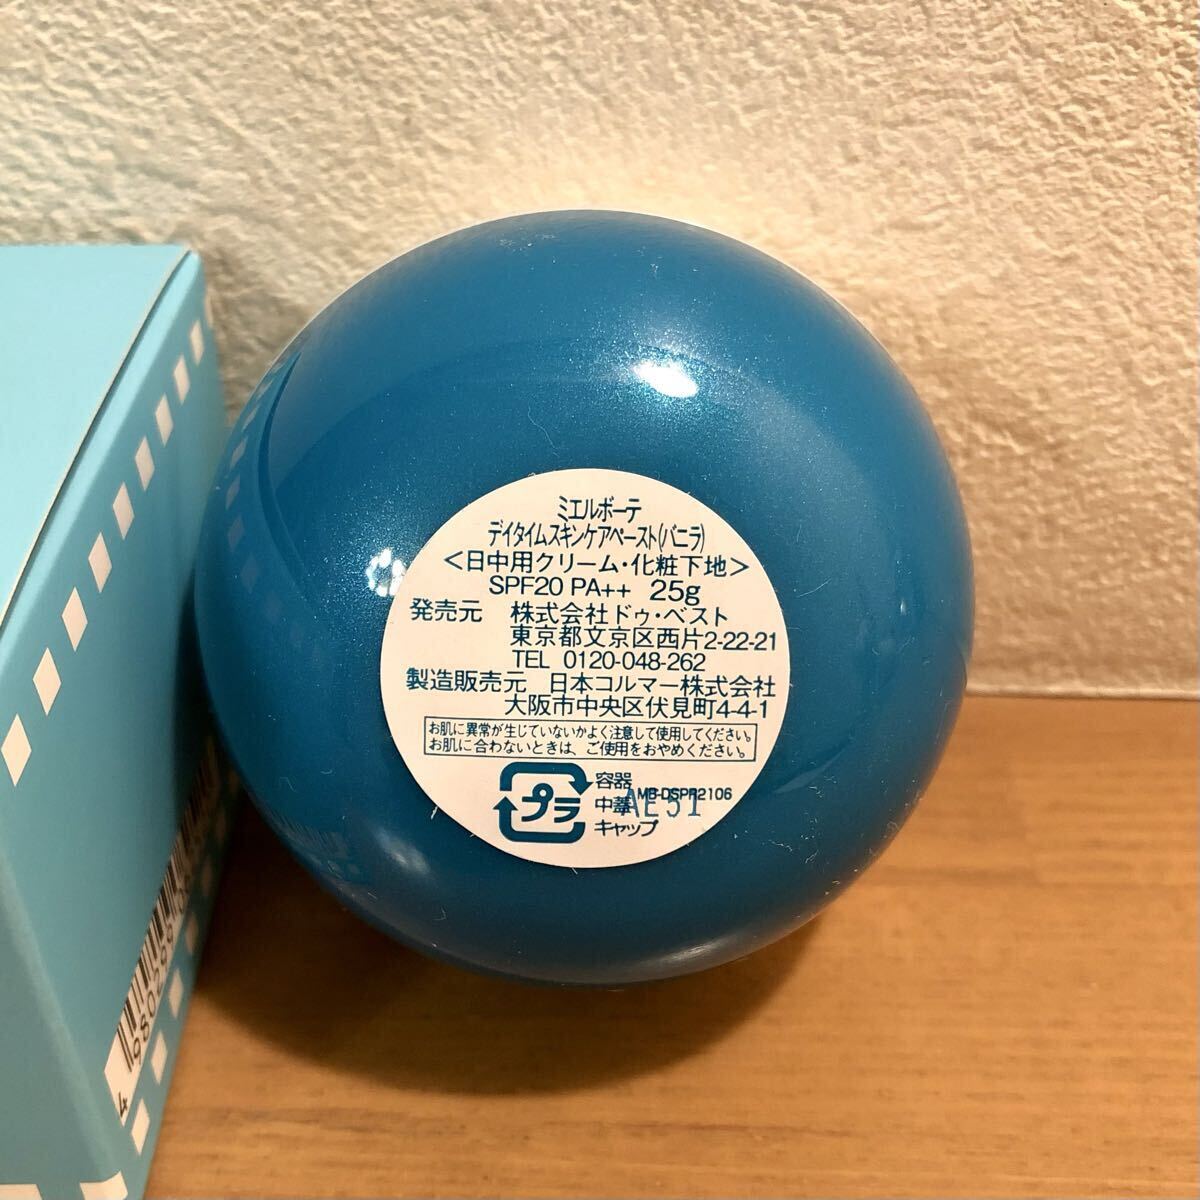 ミエルボーテ
デイタイムスキンケアベースト(バニラ)
<日中用クリーム・化粧下地>
SPF20 PA++ 25g
発売元 株式会社ドゥ・ベスト
東京都文京区西片2-22-21
TEL 0120-048-262
製造販売元 日本コルマー株式会社
大阪市中央区伏見町4-4-1
お肌に異常が生じていないかよく注意して使用してください。
お肌に合わないときは、ご使用をおやめください。
プラ
容器
MB-DSPR2106
中蓋
AE51
キャップ